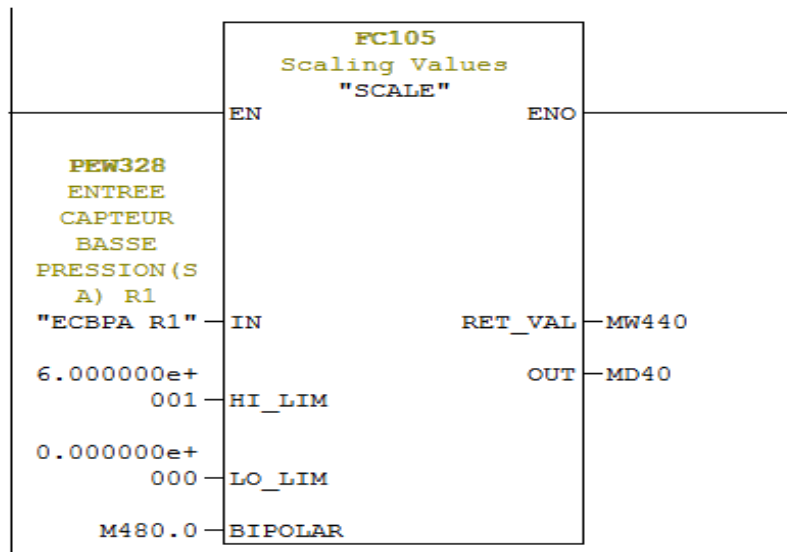 FC105
Scaling Values
"SCALE"
EN ENO
PEW328
ENTREE
CAPTEUR
BASSE
PRESSION(S
A) R1
"ECBPA R1" IN RET_VAL MW440
6.000000e+ OUT MD40
001 HI_LIM
0.000000e+
000 LO_LIM
M480.0 BIPOLAR